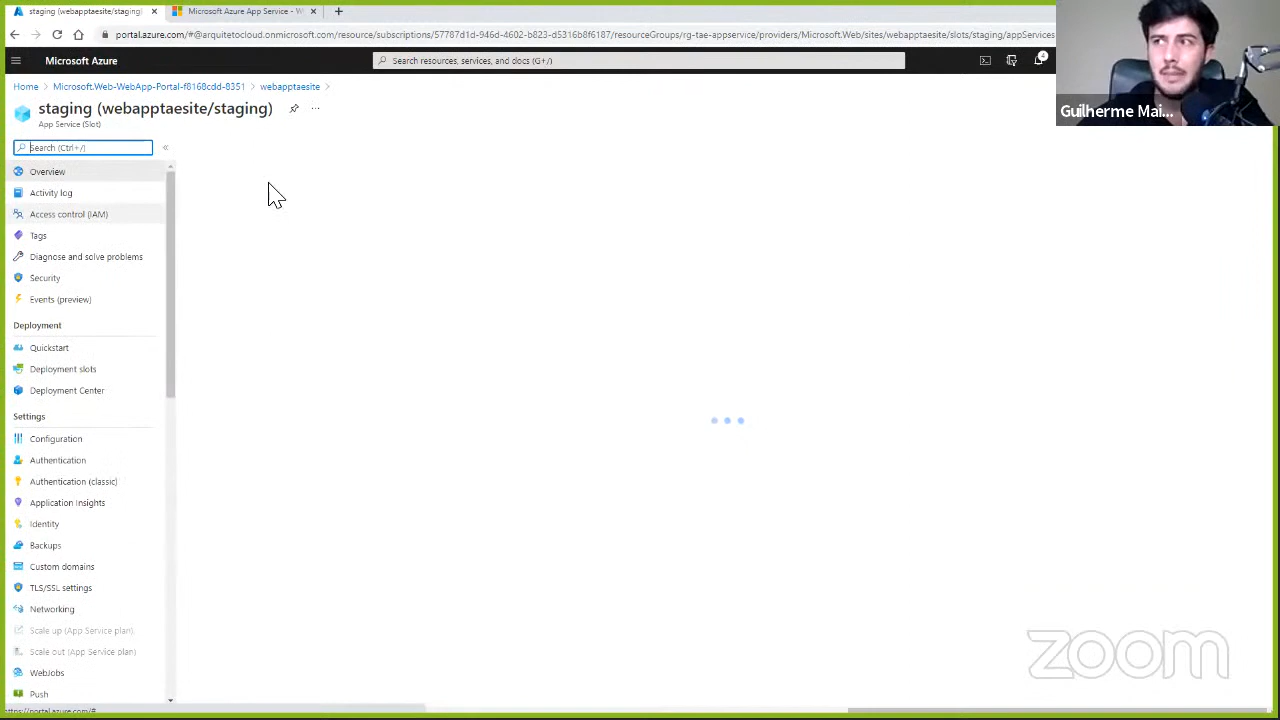 staging (webapptaesite/staging)
Microsoft Azure App Service - W
portal.azure.com/#@arquitetocloud.onmicrosoft.com/resource/subscriptions/57787d1d-946d-4602-b823-d5316b8f6187/resourceGroups/rg-tae-appservice/providers/Microsoft.Web/sites/webapptaesite/slots/staging/appServices
Microsoft Azure
Search resources, services, and docs (G+/)
4
Guilherme Mai...
Home > Microsoft.Web-WebApp-Portal-f8168cdd-8351 > webapptaesite >
staging (webapptaesite/staging)
...
App Service (Slot)
Search (Ctrl+/)
«
Overview
Activity log
Access control (IAM)
Tags
Diagnose and solve problems
Security
Events (preview)
Deployment
Quickstart
Deployment slots
Deployment Center
Settings
Configuration
Authentication
Authentication (classic)
Application Insights
Identity
Backups
Custom domains
TLS/SSL settings
Networking
Scale up (App Service plan)
Scale out (App Service plan)
WebJobs
Push
https://portal.azure.com/#
zoom